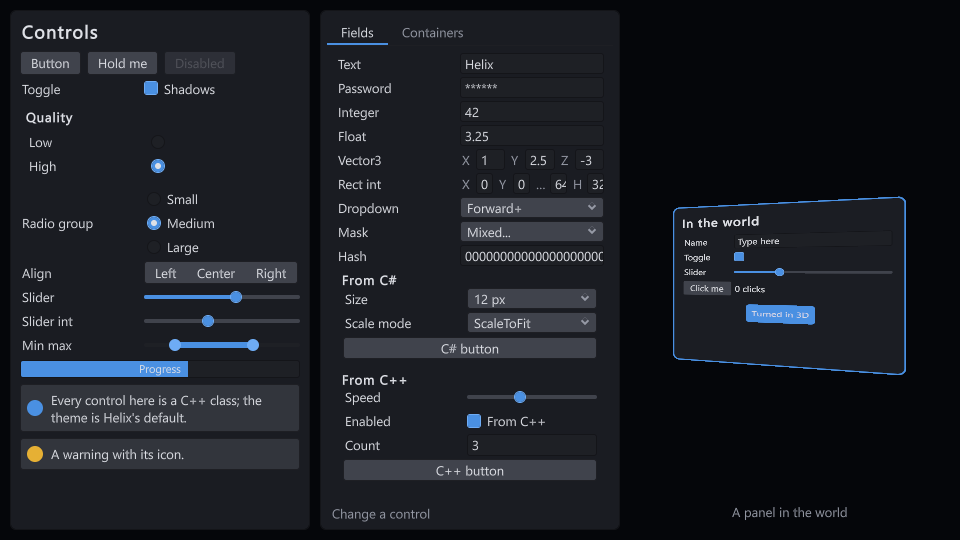 Controls
Button Hold me Disabled
Toggle Shadows
Quality
Low
High
Small
Radio group Medium
Large
Align Left Center Right
Slider
Slider int
Min max
Progress
Every control here is a C++ class; the
theme is Helix's default.
A warning with its icon.
Fields Containers
Text Helix
Password ******
Integer 42
Float 3.25
Vector3 X 1 Y 2.5 Z -3
Rect int X 0 Y 0 ... 64 H 32
Dropdown Forward+
Mask Mixed...
Hash 00000000000000000000
From C#
Size 12 px
Scale mode ScaleToFit
C# button
From C++
Speed
Enabled From C++
Count 3
C++ button
Change a control
In the world
Name Type here
Toggle
Slider
Click me 0 clicks
Turned in 3D
A panel in the world